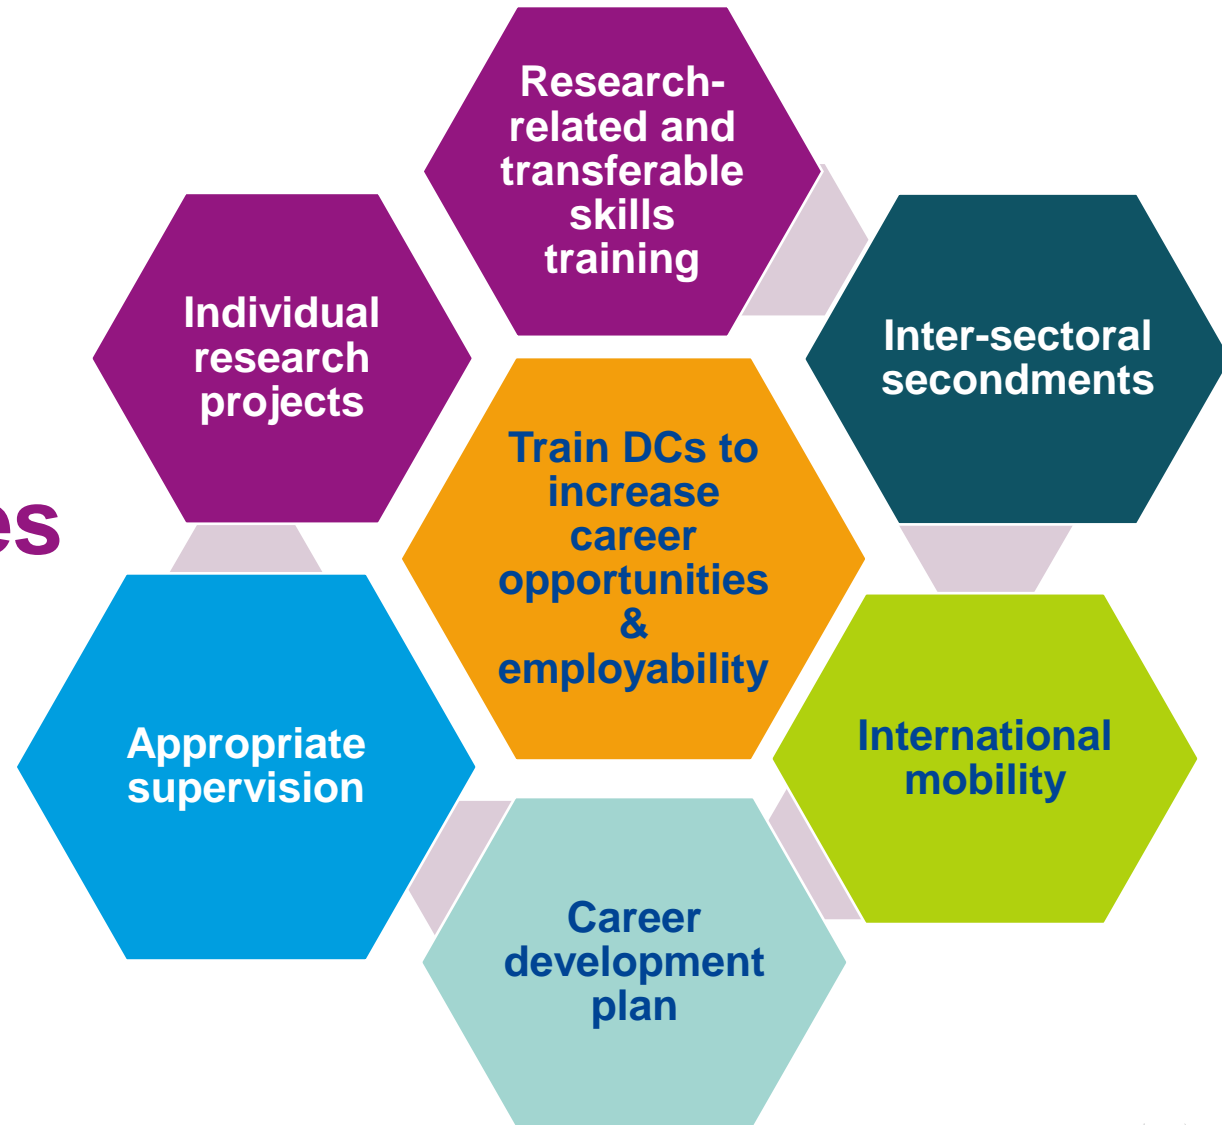 Research-
related and
transferable
skills
training
Individual
research
projects
Inter-sectoral
secondments
Train DCs to
increase
career
opportunities
&
employability
es
Appropriate
supervision
International
mobility
Career
development
plan